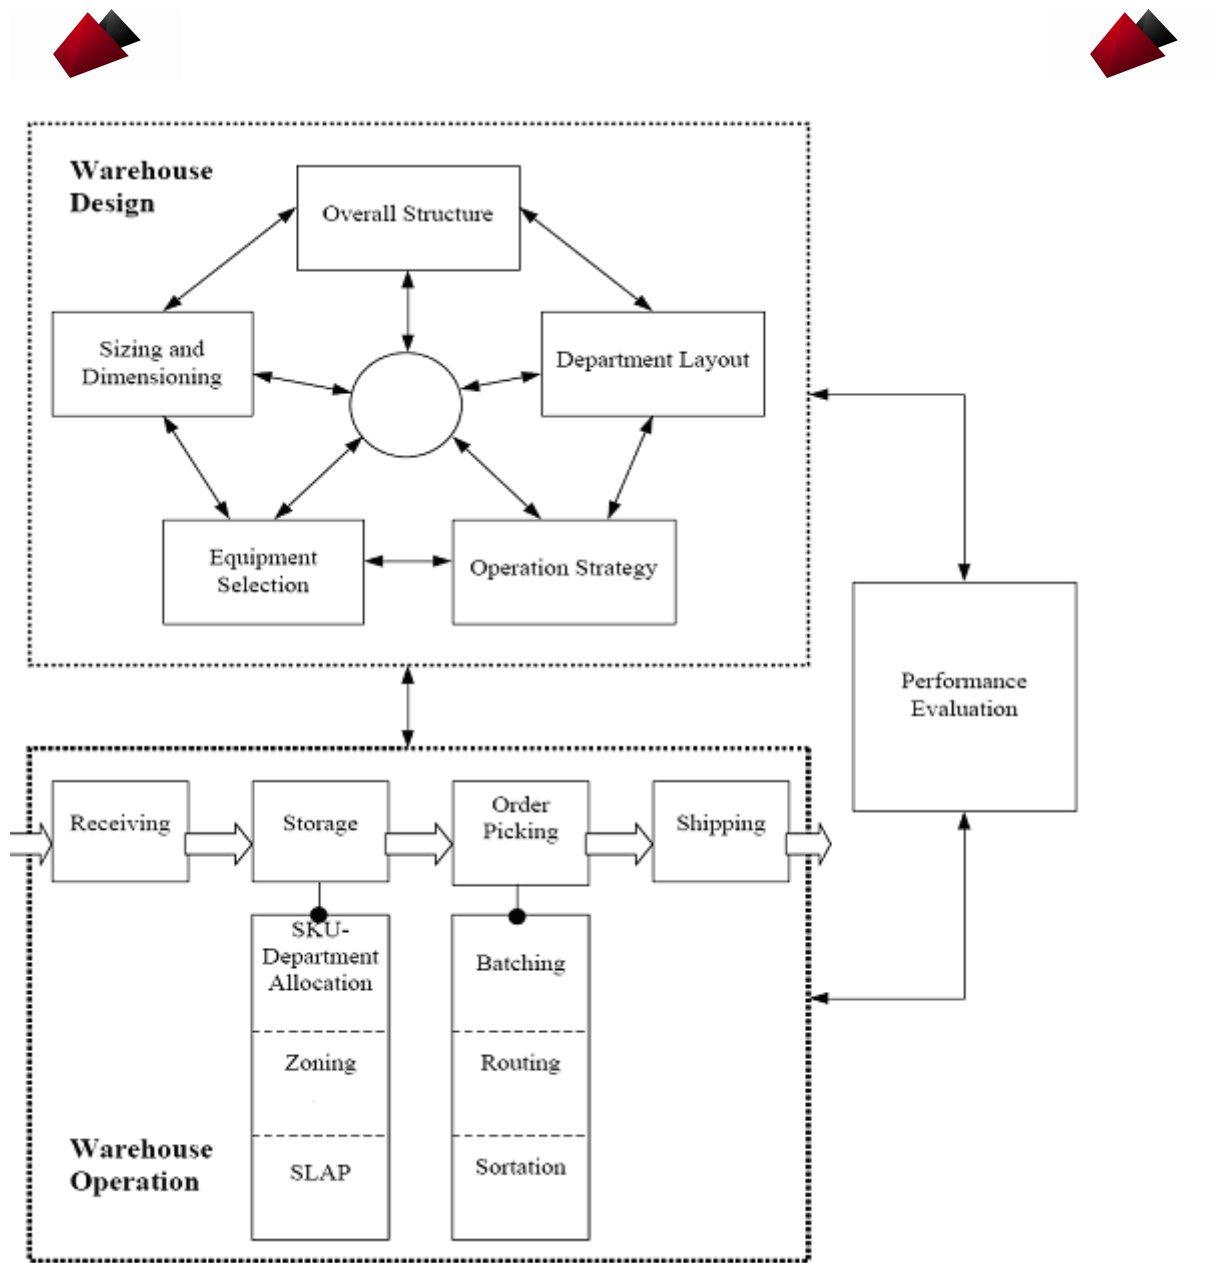 Warehouse
Design
Overall Structure
Sizing and
Dimensioning
Department Layout
Equipment
Selection
Operation Strategy
Performance
Evaluation
Receiving
Storage
Order
Picking
Shipping
SKU-
Department
Allocation
Batching
Zoning
Routing
SLAP
Sortation
Warehouse
Operation